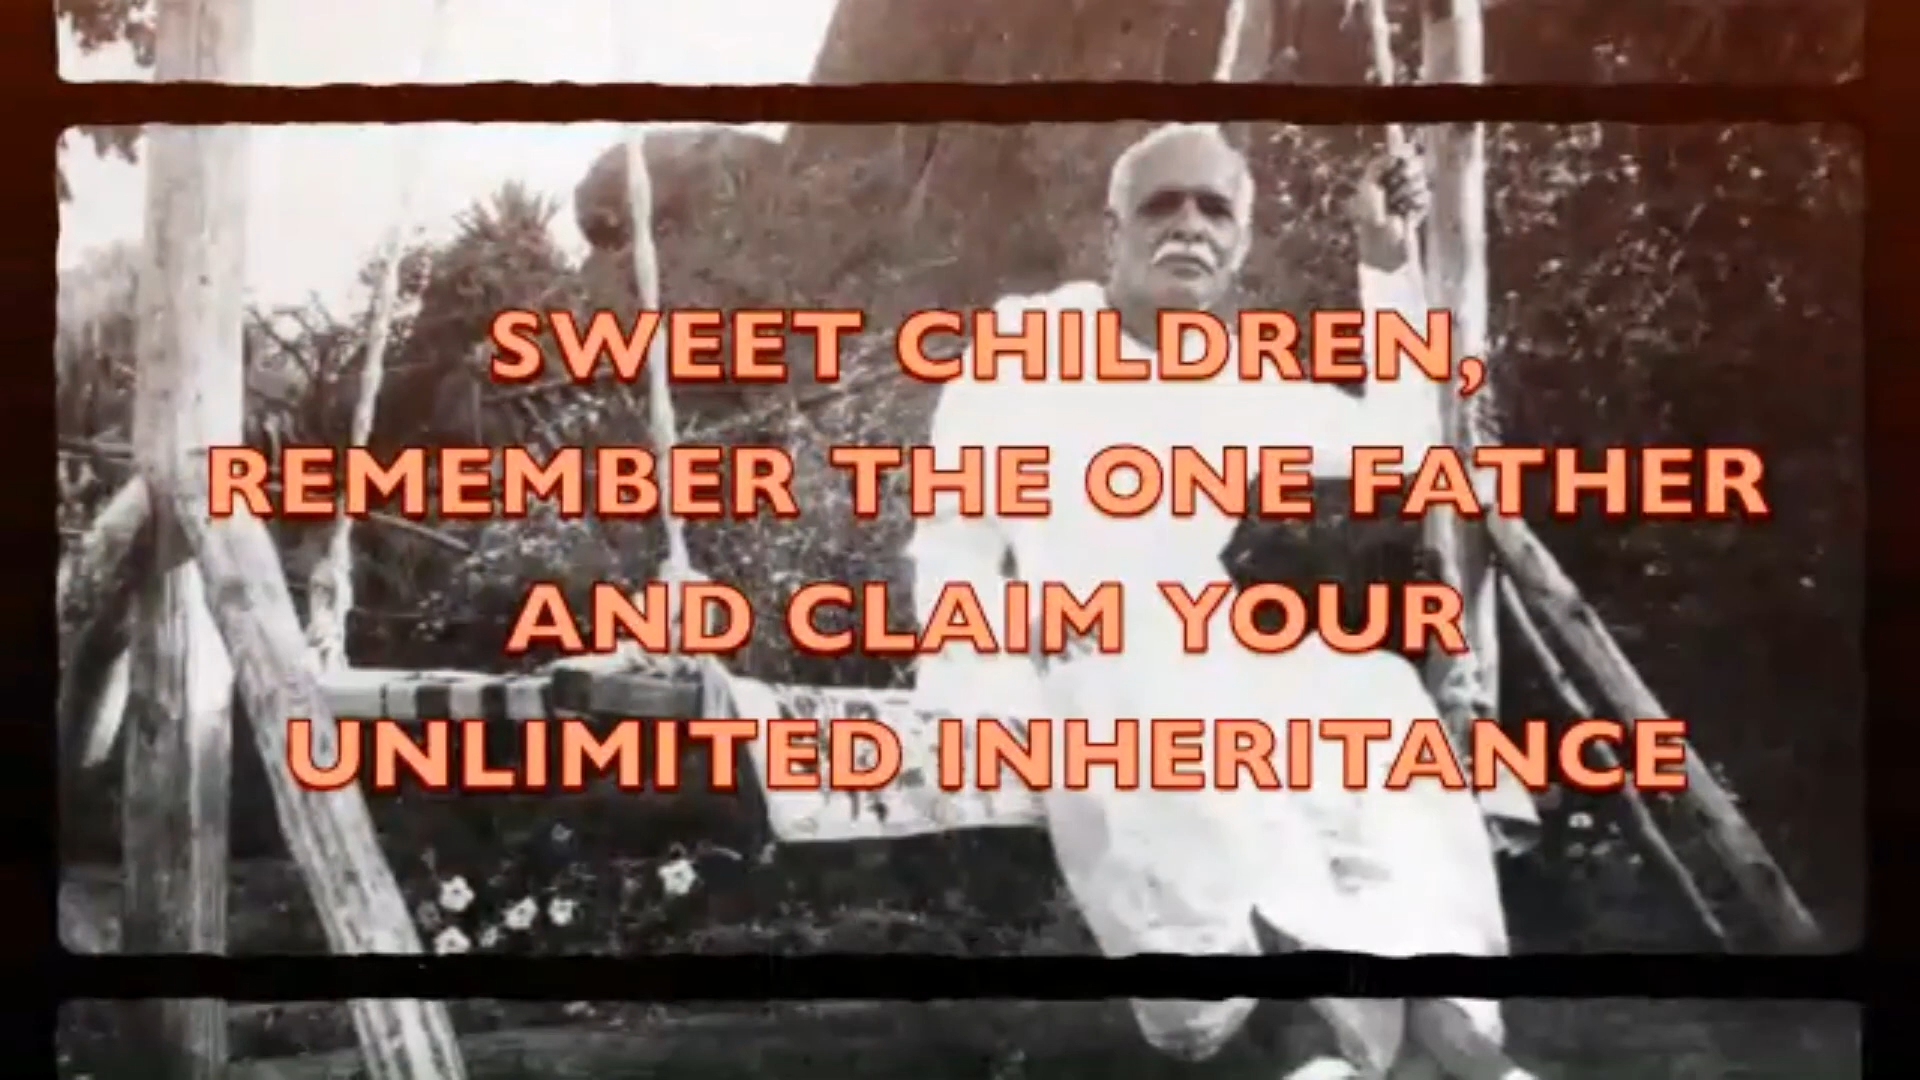 SWEET CHILDREN,
REMEMBER THE ONE FATHER
AND CLAIM YOUR
UNLIMITED INHERITANCE